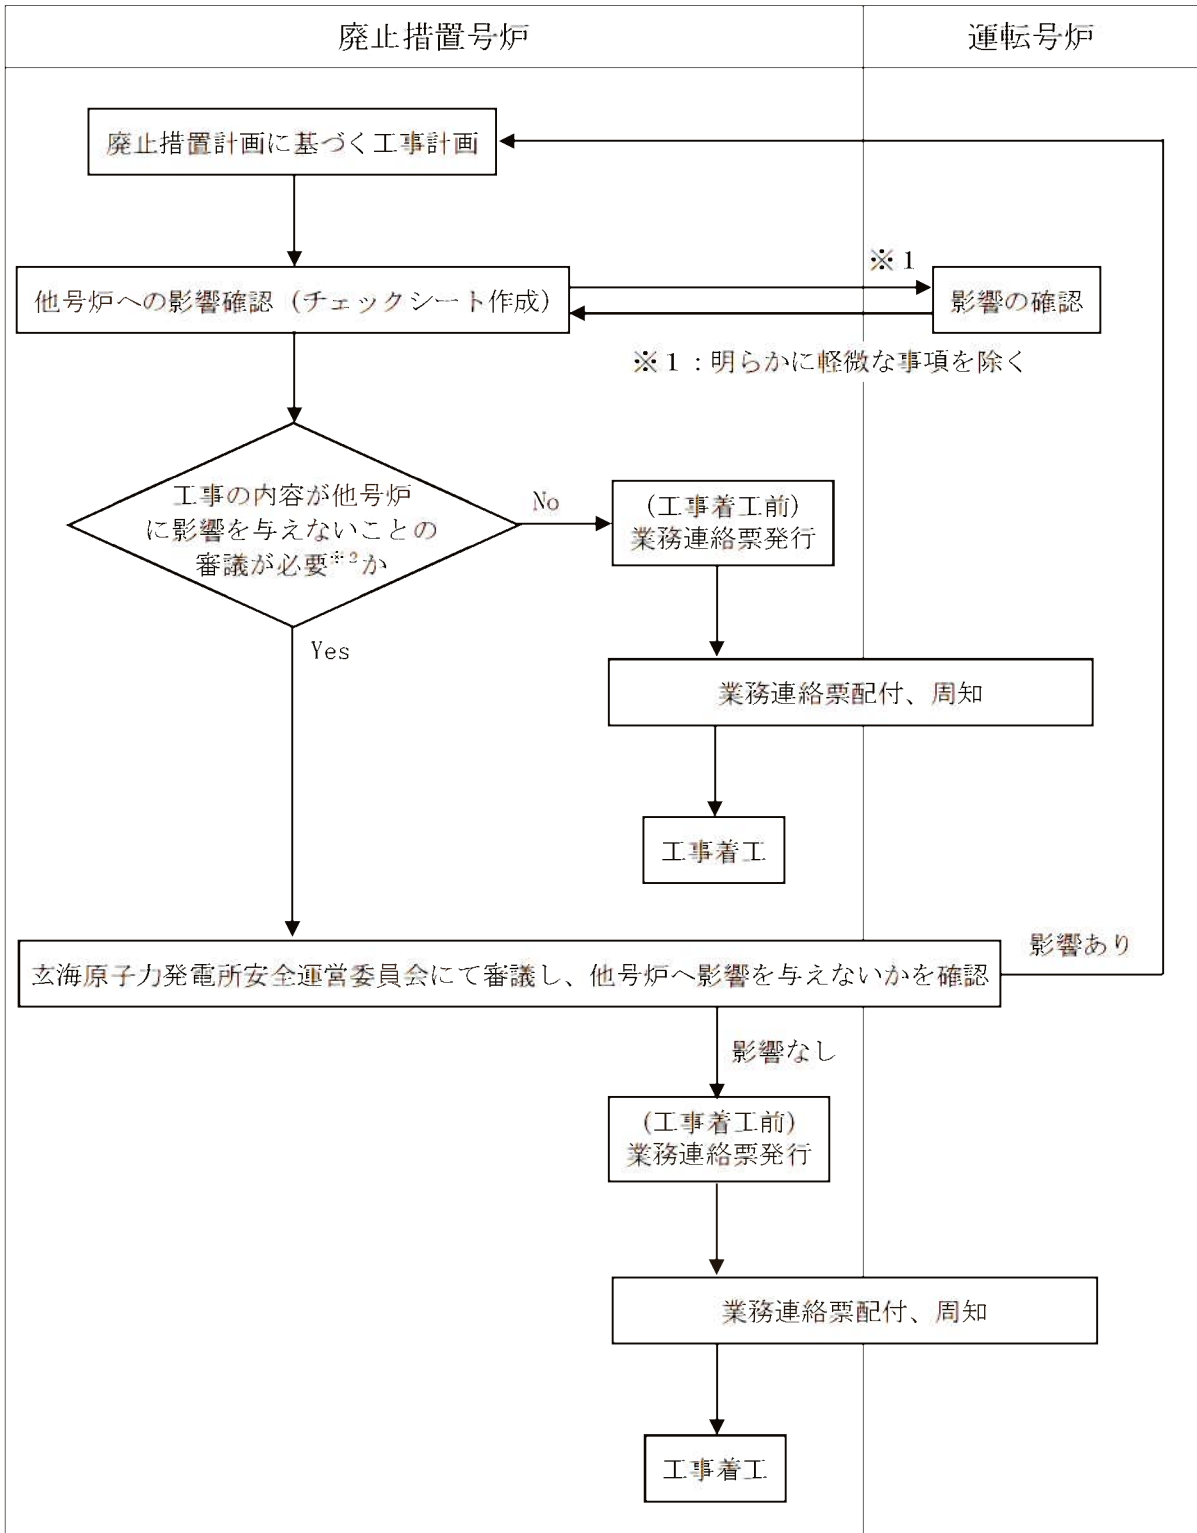 廃止措置号炉
運転号炉
廃止措置計画に基づく工事計画
※1
他号炉への影響確認（チェックシート作成）
影響の確認
※1：明らかに軽微な事項を除く
工事の内容が他号炉
に影響を与えないことの
審議が必要※2か
No
（工事着工前）
業務連絡票発行
Yes
業務連絡票配付、周知
工事着工
影響あり
玄海原子力発電所安全運営委員会にて審議し、他号炉へ影響を与えないかを確認
影響なし
（工事着工前）
業務連絡票発行
業務連絡票配付、周知
工事着工